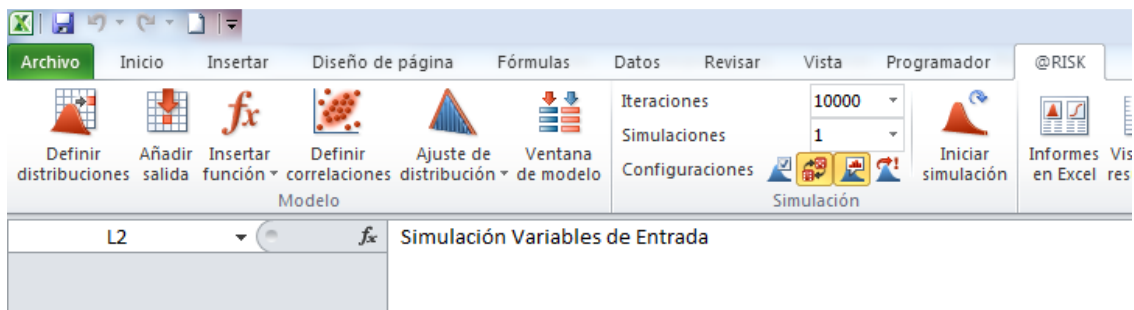 Archivo Inicio Insertar Diseño de página Fórmulas Datos Revisar Vista Programador @RISK
Definir distribuciones
Añadir salida
Insertar función
Definir correlaciones
Ajuste de distribución
Ventana de modelo
Modelo
Iteraciones 10000
Simulaciones 1
Configuraciones
Iniciar simulación
Simulación
Informes en Excel
L2 fx Simulación Variables de Entrada